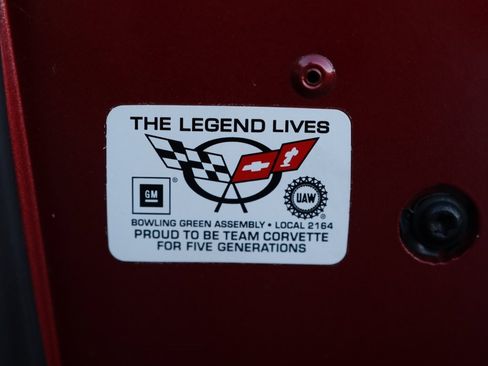 THE LEGEND LIVES
GM
®
UAW
®
BOWLING GREEN ASSEMBLY • LOCAL 2164
PROUD TO BE TEAM CORVETTE
FOR FIVE GENERATIONS